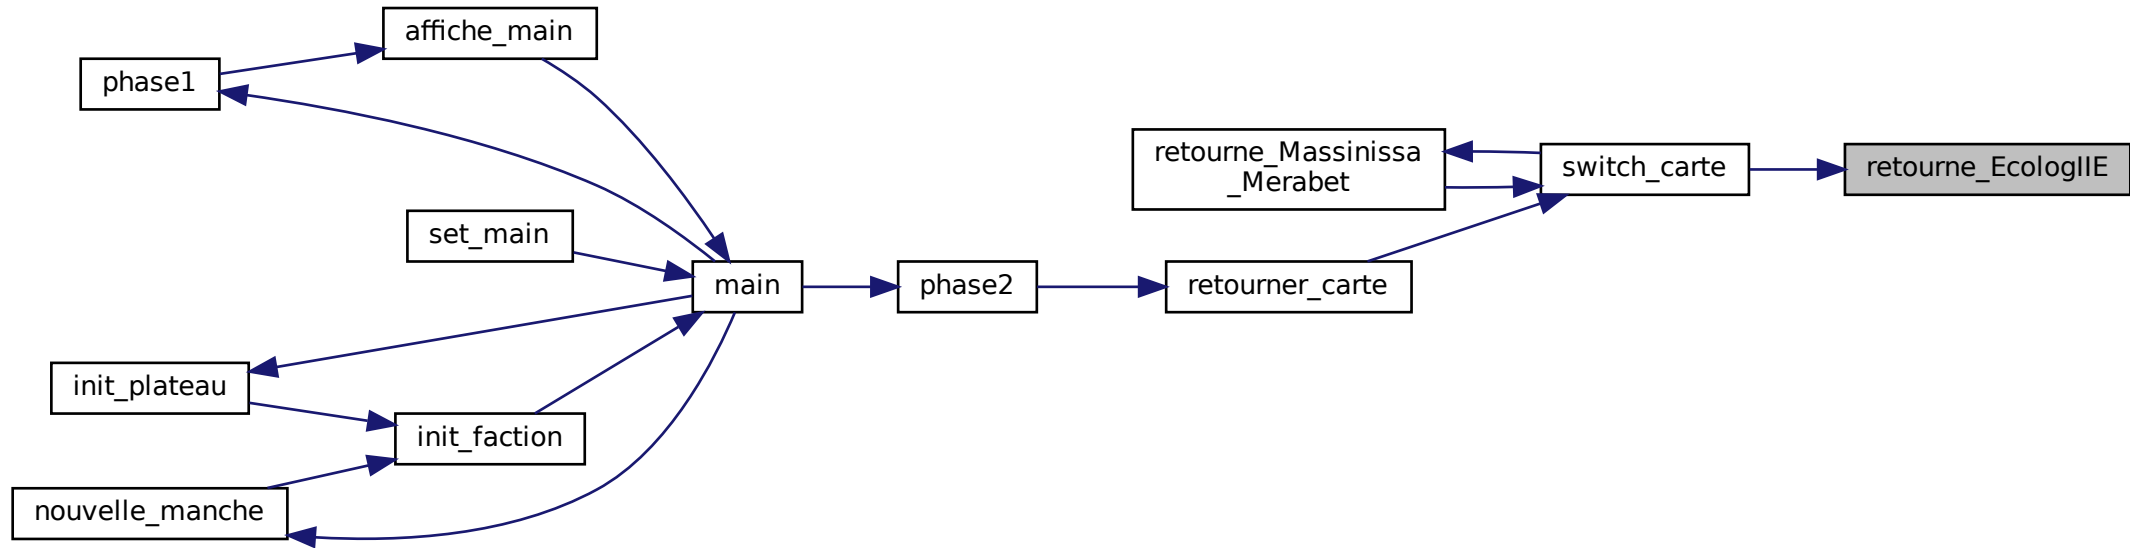 affiche_main
phase1
retourne_Massinissa
_Merabet
switch_carte
retourne_EcologIIE
set_main
main
phase2
retourner_carte
init_plateau
init_faction
nouvelle_manche